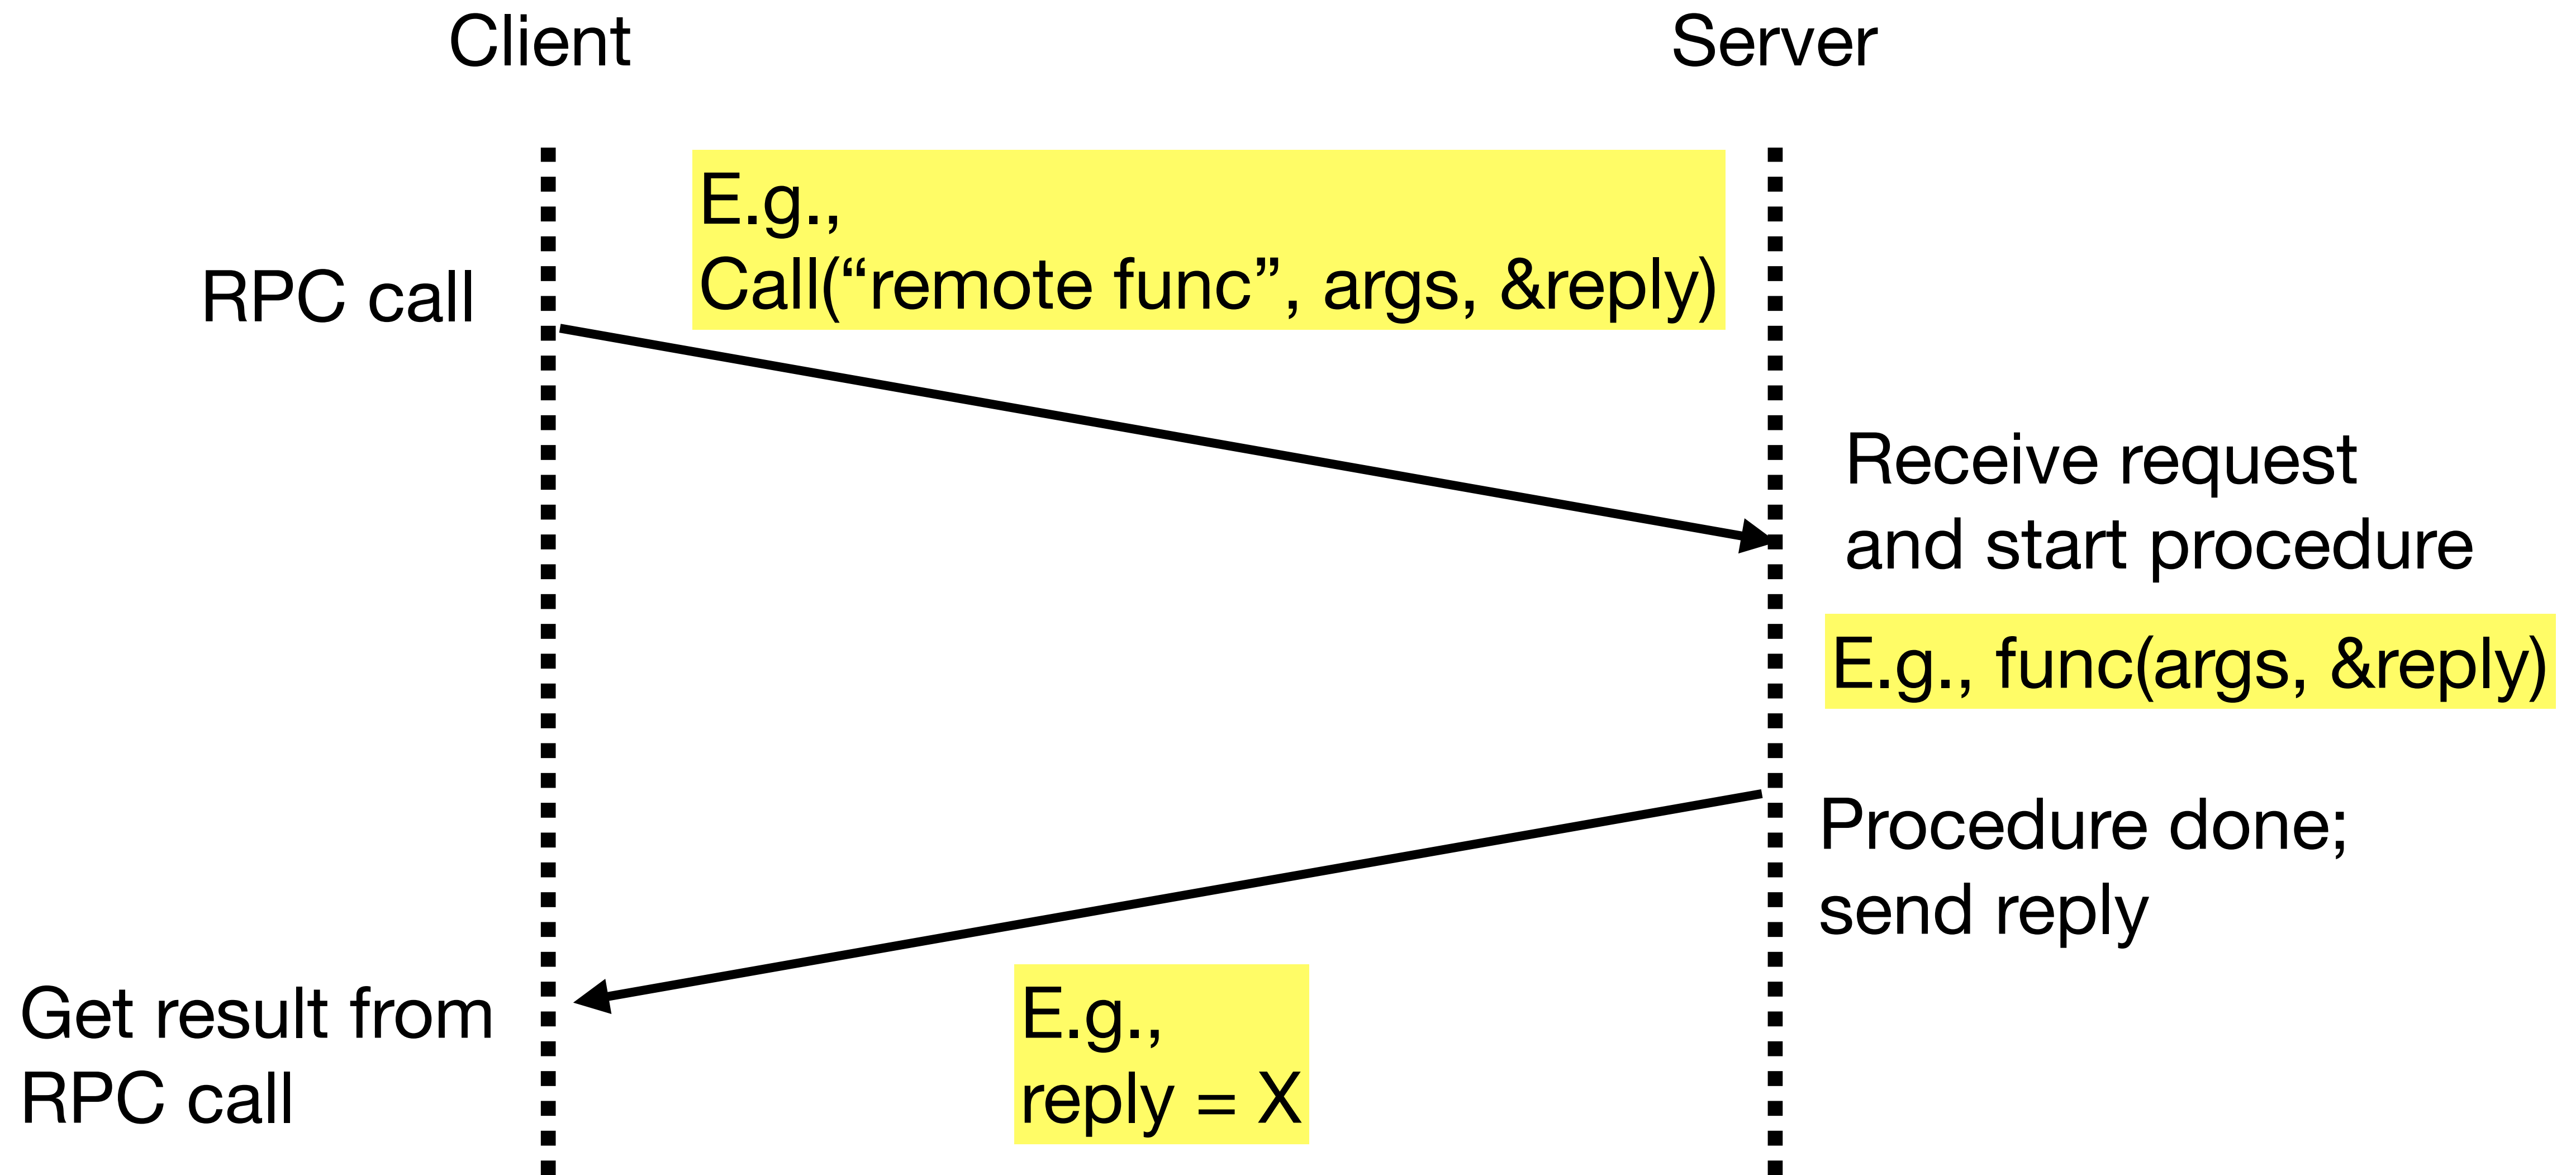 Client
Server
E.g.,
Call(“remote func”, args, &reply)
RPC call
Receive request
and start procedure
E.g., func(args, &reply)
Procedure done;
send reply
Get result from
RPC call
E.g.,
reply = X